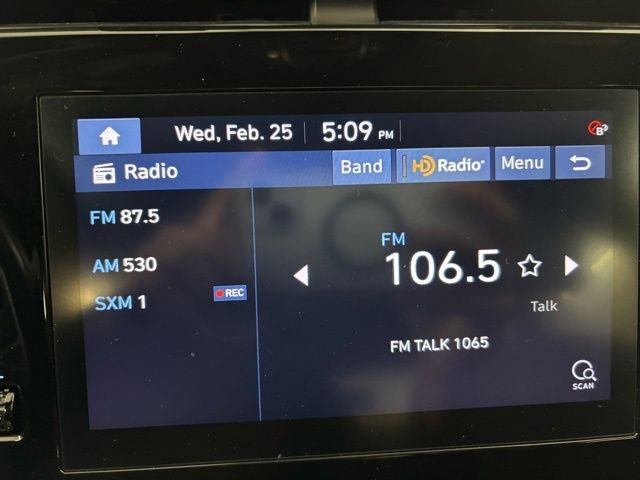 Wed, Feb. 25 5:09 PM
B
Radio Band HD Radio Menu
FM 87.5
AM 530
SXM 1 REC
FM
106.5
Talk
FM TALK 1065
SCAN